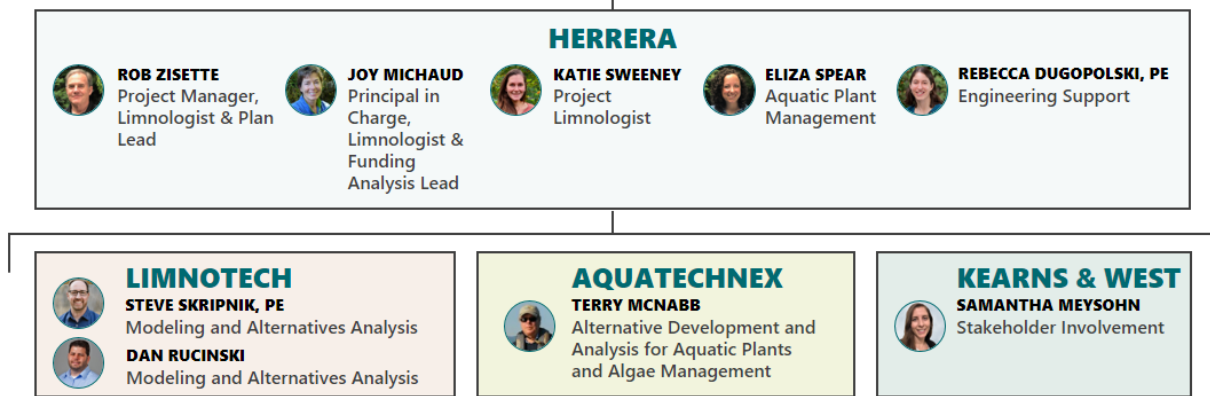 HERRERA
ROB ZISETTE
Project Manager,
Limnologist & Plan
Lead
JOY MICHAUD
Principal in
Charge,
Limnologist &
Funding
Analysis Lead
KATIE SWEENEY
Project
Limnologist
ELIZA SPEAR
Aquatic Plant
Management
REBECCA DUGOPOLSKI, PE
Engineering Support
LIMNOTECH
STEVE SKRIPNIK, PE
Modeling and Alternatives Analysis
DAN RUCINSKI
Modeling and Alternatives Analysis
AQUATECHNEX
TERRY MCNABB
Alternative Development and
Analysis for Aquatic Plants
and Algae Management
KEARNS & WEST
SAMANTHA MEYSOHN
Stakeholder Involvement